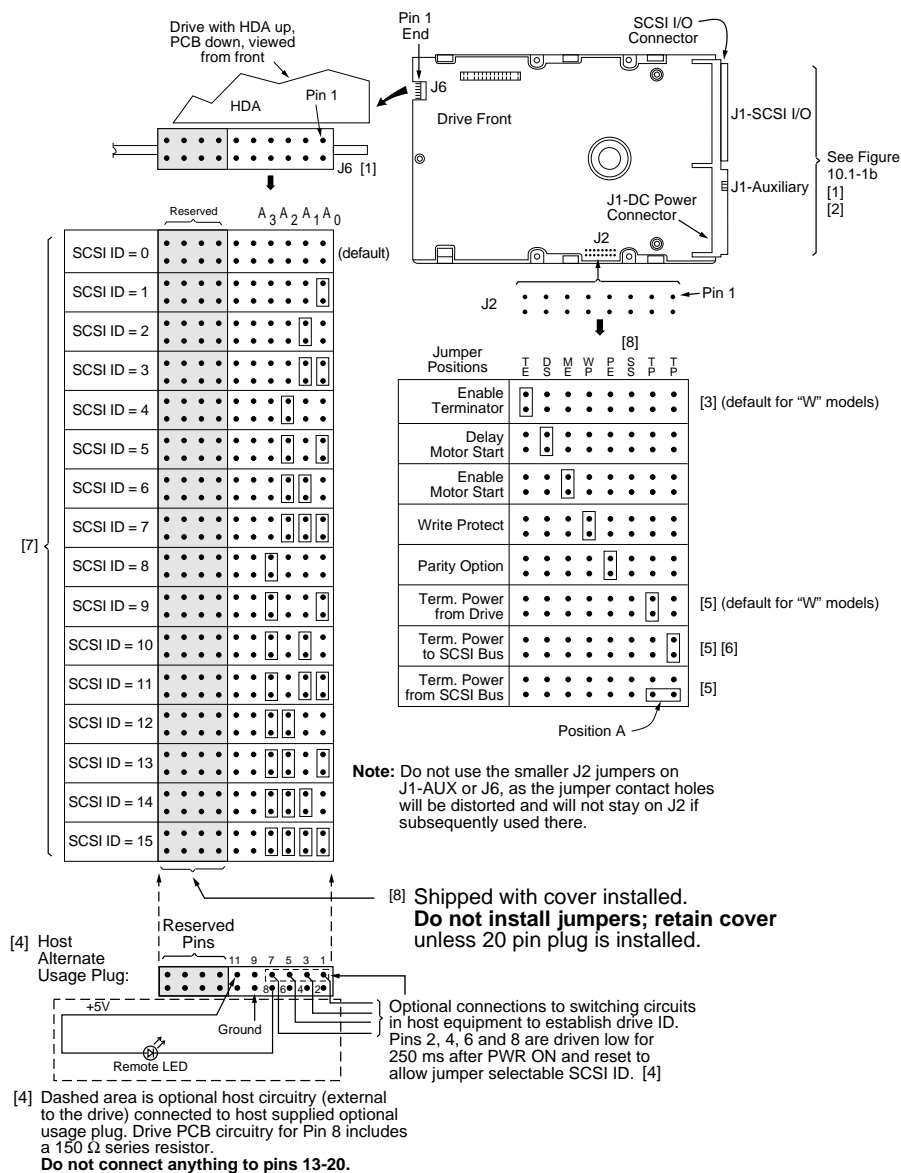 Drive with HDA up,
PCB down, viewed
from front
HDA
Pin 1
J6 [1]
Pin 1
End
J6
Drive Front
SCSI I/O
Connector
J1-SCSI I/O
J1-Auxiliary
J1-DC Power
Connector
J2
See Figure
10.1-1b
[1]
[2]
J2
Pin 1
[8]
Reserved
A3 A2 A1 A0
[7]
SCSI ID = 0
(default)
SCSI ID = 1
SCSI ID = 2
SCSI ID = 3
SCSI ID = 4
SCSI ID = 5
SCSI ID = 6
SCSI ID = 7
SCSI ID = 8
SCSI ID = 9
SCSI ID = 10
SCSI ID = 11
SCSI ID = 12
SCSI ID = 13
SCSI ID = 14
SCSI ID = 15
Jumper
Positions
TE DS ME WP PE SS TP TP
Enable
Terminator
[3] (default for “W” models)
Delay
Motor Start
Enable
Motor Start
Write Protect
Parity Option
Term. Power
from Drive
[5] (default for “W” models)
Term. Power
to SCSI Bus
[5] [6]
Term. Power
from SCSI Bus
[5]
Position A
Note: Do not use the smaller J2 jumpers on
J1-AUX or J6, as the jumper contact holes
will be distorted and will not stay on J2 if
subsequently used there.
[8] Shipped with cover installed.
Do not install jumpers; retain cover
unless 20 pin plug is installed.
[4] Host
Alternate
Usage Plug:
Reserved
Pins
11 9 7 5 3 1
8 6 4 2
+5V
Ground
Remote LED
Optional connections to switching circuits
in host equipment to establish drive ID.
Pins 2, 4, 6 and 8 are driven low for
250 ms after PWR ON and reset to
allow jumper selectable SCSI ID. [4]
[4] Dashed area is optional host circuitry (external
to the drive) connected to host supplied optional
usage plug. Drive PCB circuitry for Pin 8 includes
a 150 Ω series resistor.
Do not connect anything to pins 13-20.